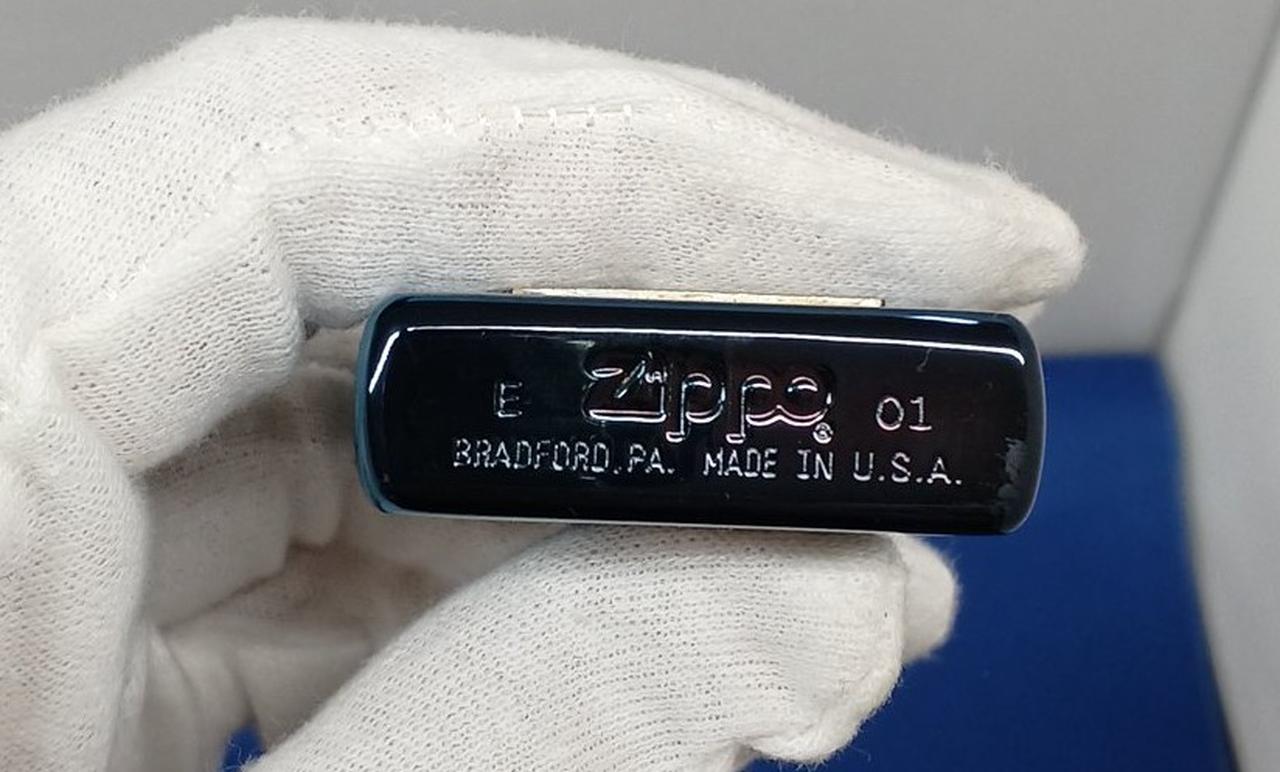 E Zippo® 01
BRADFORD, PA. MADE IN U.S.A.